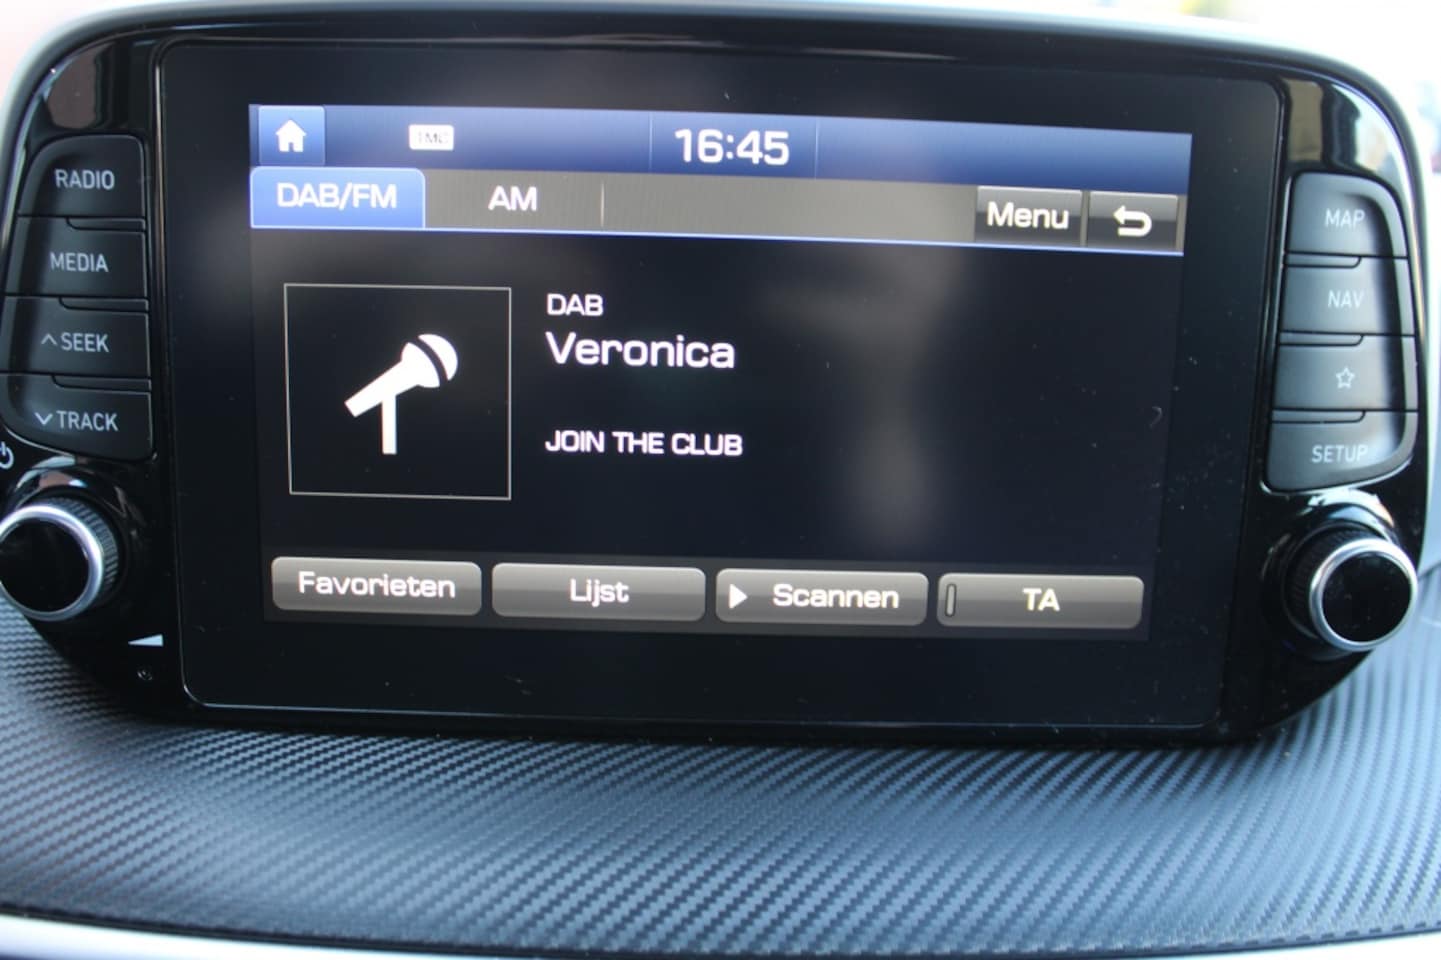 TMC
16:45
DAB/FM
AM
Menu
DAB
Veronica
JOIN THE CLUB
Favorieten
Lijst
Scannen
TA
RADIO
MEDIA
SEEK
TRACK
MAP
NAV
SETUP